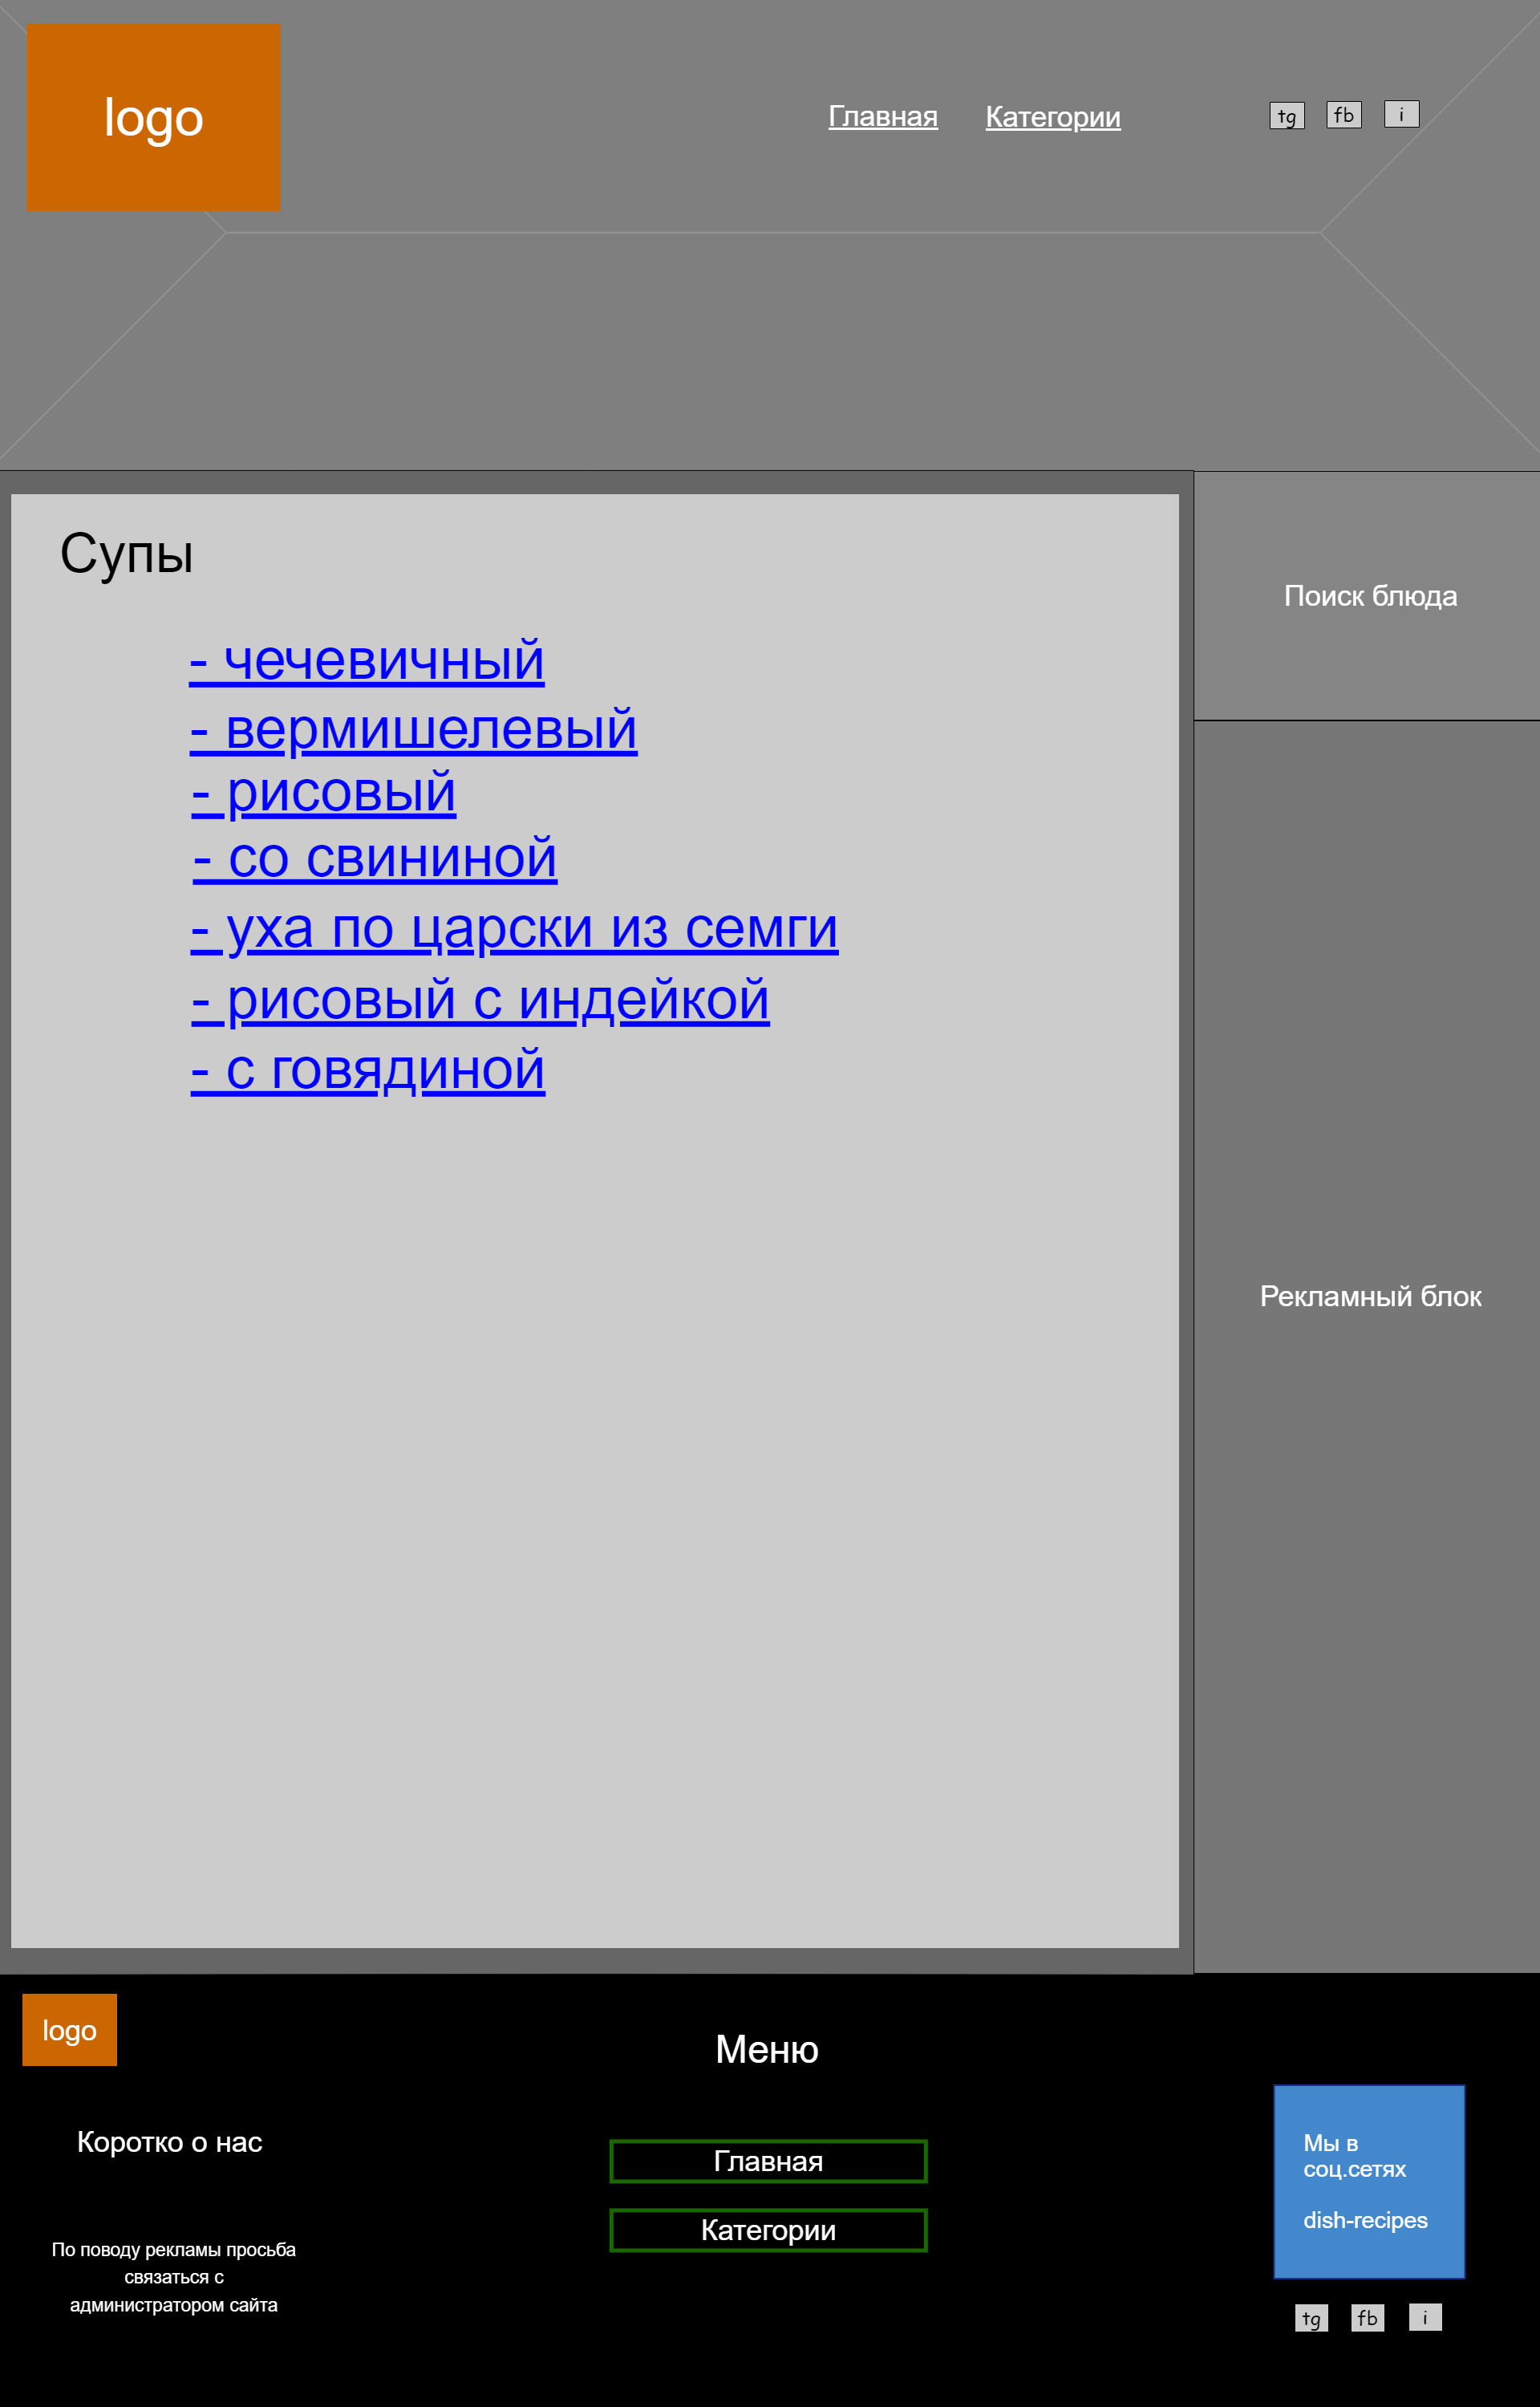 logo
Главная
Категории
tg
fb
i
Супы
- чечевичный
- вермишелевый
- рисовый
- со свининой
- уха по царски из семги
- рисовый с индейкой
- с говядиной
Поиск блюда
Рекламный блок
logo
Коротко о нас
По поводу рекламы просьба
связаться с
администратором сайта
Меню
Главная
Категории
Мы в
соц.сетях
dish-recipes
tg
fb
i